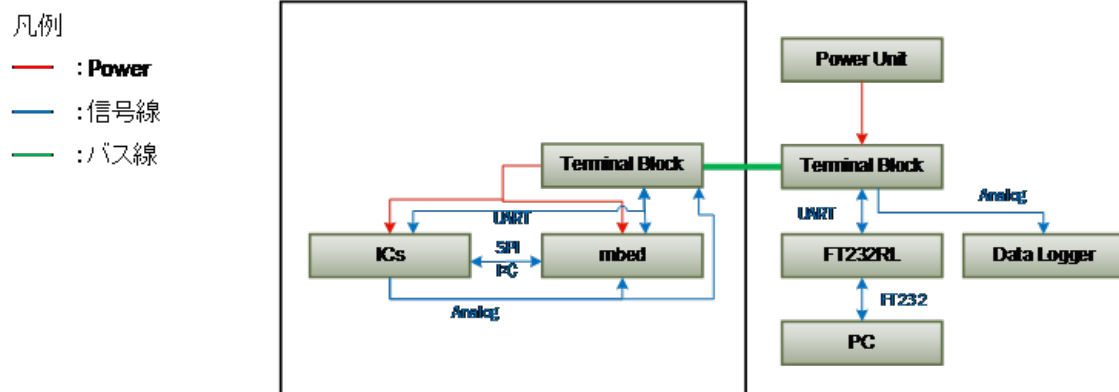 凡例
:Power
:信号線
:バス線
Power Unit
Terminal Block
Terminal Block
UART
UART
Analog
ICs
SPI
I²C
mbed
FT232RL
Data Logger
Analog
FT232
PC